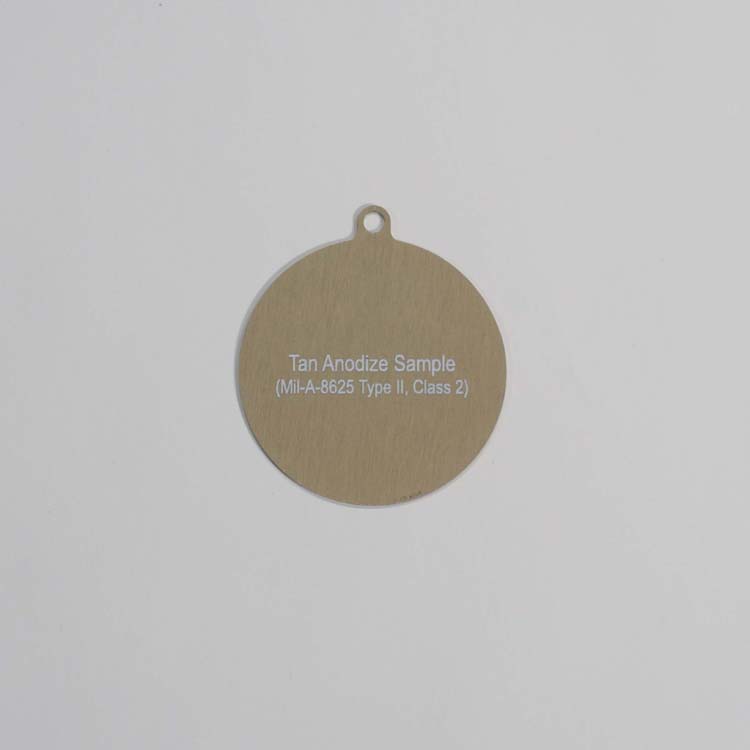 Tan Anodize Sample
(Mil-A-8625 Type II, Class 2)